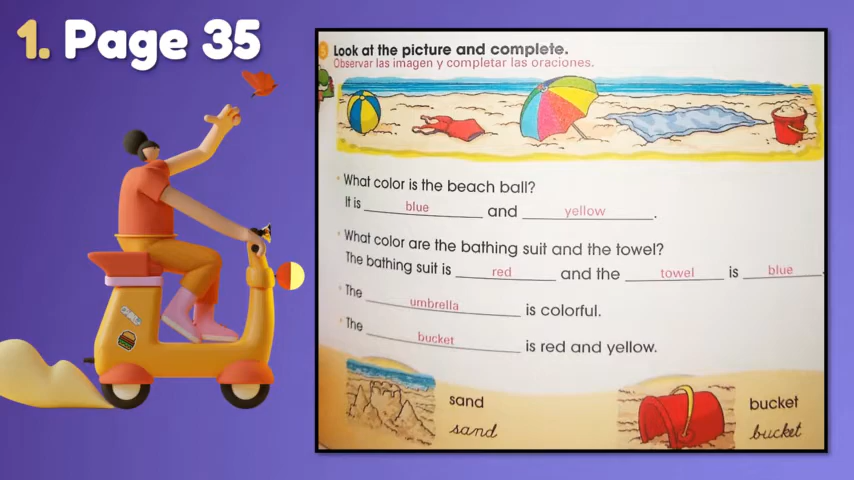 1. Page 35
5 Look at the picture and complete.
Observar las imagen y completar las oraciones.
What color is the beach ball?
It is blue and yellow.
What color are the bathing suit and the towel?
The bathing suit is red and the towel is blue.
The umbrella is colorful.
The bucket is red and yellow.
sand
sand
bucket
bucket